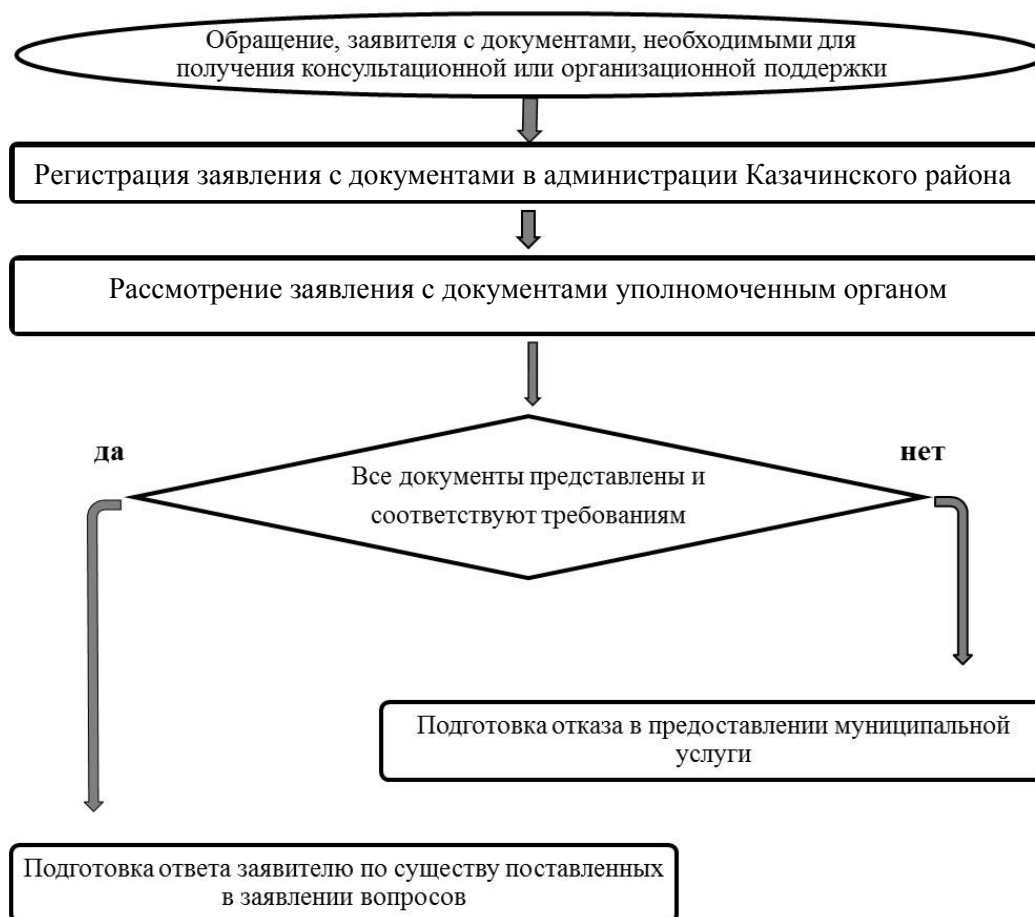 Обращение, заявителя с документами, необходимыми для
получения консультационной или организационной поддержки
Регистрация заявления с документами в администрации Казачинского района
Рассмотрение заявления с документами уполномоченным органом
да
нет
Все документы представлены и
соответствуют требованиям
Подготовка отказа в предоставлении муниципальной
услуги
Подготовка ответа заявителю по существу поставленных
в заявлении вопросов